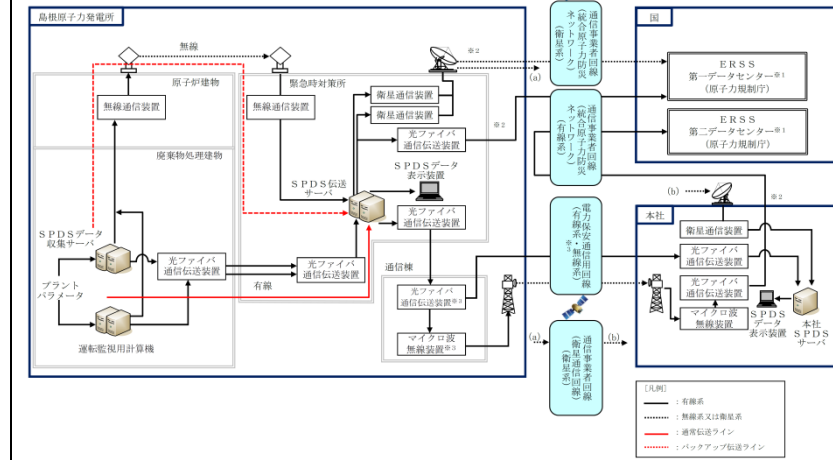 島根原子力発電所
無線
原子炉建物
無線通信装置
廃棄物処理建物
SPDSデータ
収集サーバ
プラント
パラメータ
光ファイバ
通信伝送装置
運転監視用計算機
有線
緊急時対策所
無線通信装置
※2
衛星通信装置
衛星通信装置
光ファイバ
通信伝送装置
※2
SPDS伝送
サーバ
SPDSデータ
表示装置
光ファイバ
通信伝送装置
光ファイバ
通信伝送装置
通信棟
光ファイバ
通信伝送装置※3
マイクロ波
無線装置※3
通信事業者回線
(統合原子力防災
ネットワーク)
(衛星系)
(a)
通信事業者回線
(統合原子力防災
ネットワーク)
(有線系)
電力保安通信用回線
(有線系・無線系)
※3
(a)
(b)
通信事業者回線
(衛星通信回線)
(衛星系)
国
ERSS
第一データセンター※1
(原子力規制庁)
ERSS
第二データセンター※1
(原子力規制庁)
(b)
※2
本社
衛星通信装置
光ファイバ
通信伝送装置
光ファイバ
通信伝送装置
マイクロ波
無線装置
SPDS
データ
表示装置
本社
SPDS
サーバ
[凡例]
:有線系
:無線系又は衛星系
:通常伝送ライン
:バックアップ伝送ライン